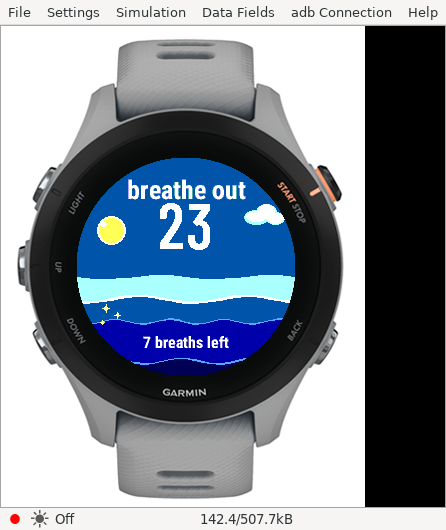 File Settings Simulation Data Fields adb Connection Help
LIGHT
START STOP
breathe out
23
UP
DOWN
BACK
7 breaths left
GARMIN
Off 142.4/507.7kB